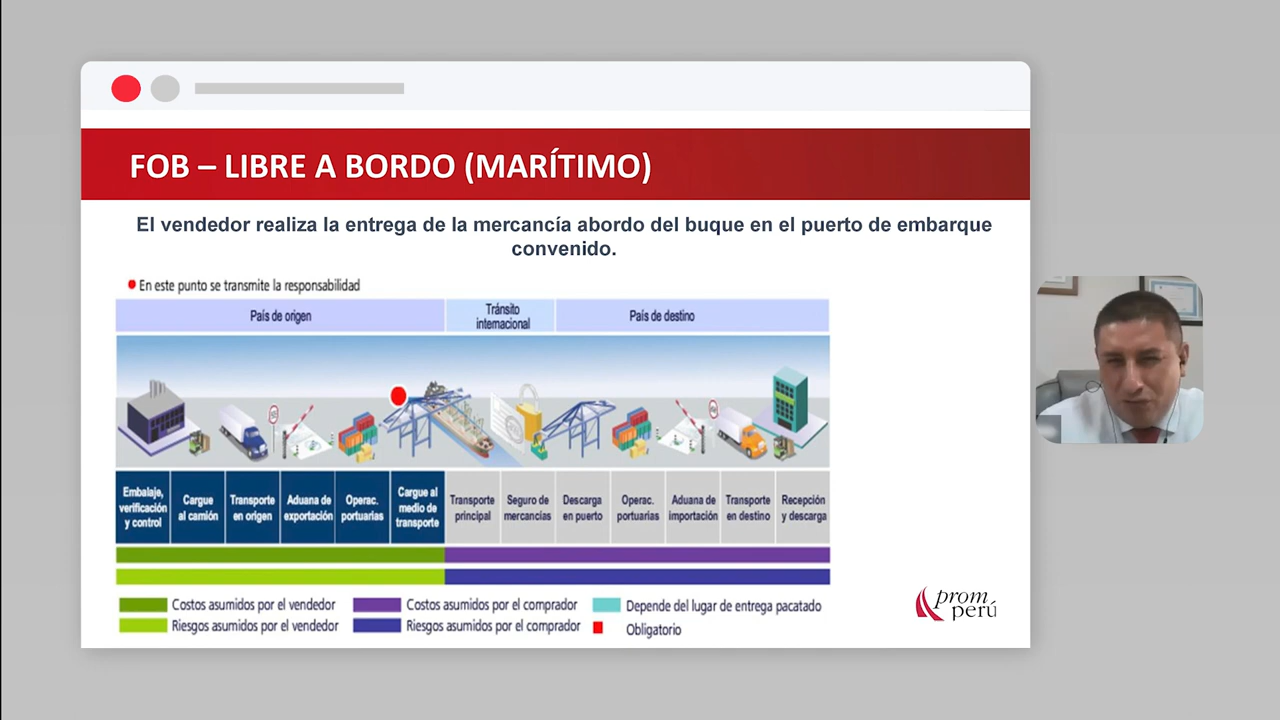 FOB – LIBRE A BORDO (MARÍTIMO)
El vendedor realiza la entrega de la mercancía abordo del buque en el puerto de embarque
convenido.
En este punto se transmite la responsabilidad
País de origen
Tránsito
internacional
País de destino
Embalaje,
verificación
y control
Cargue
al camión
Transporte
en origen
Aduana de
exportación
Operac.
portuarias
Cargue al
medio de
transporte
Transporte
principal
Seguro de
mercancías
Descarga
en puerto
Operac.
portuarias
Aduana de
importación
Transporte
en destino
Recepción
y descarga
Costos asumidos por el vendedor
Costos asumidos por el comprador
Depende del lugar de entrega pacatado
Riesgos asumidos por el vendedor
Riesgos asumidos por el comprador
Obligatorio
prom
perú